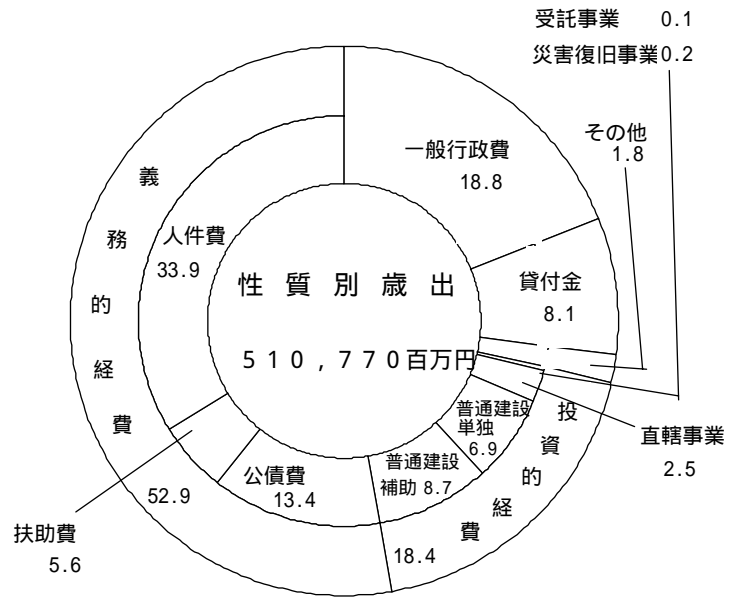 受託事業 0.1
災害復旧事業0.2
その他
1.8
一般行政費
18.8
貸付金
8.1
直轄事業
2.5
普通建設
単独
6.9
普通建設
補助 8.7
投資的経費
18.4
公債費
13.4
扶助費
5.6
人件費
33.9
義務的経費
52.9
性質別歳出
510,770百万円